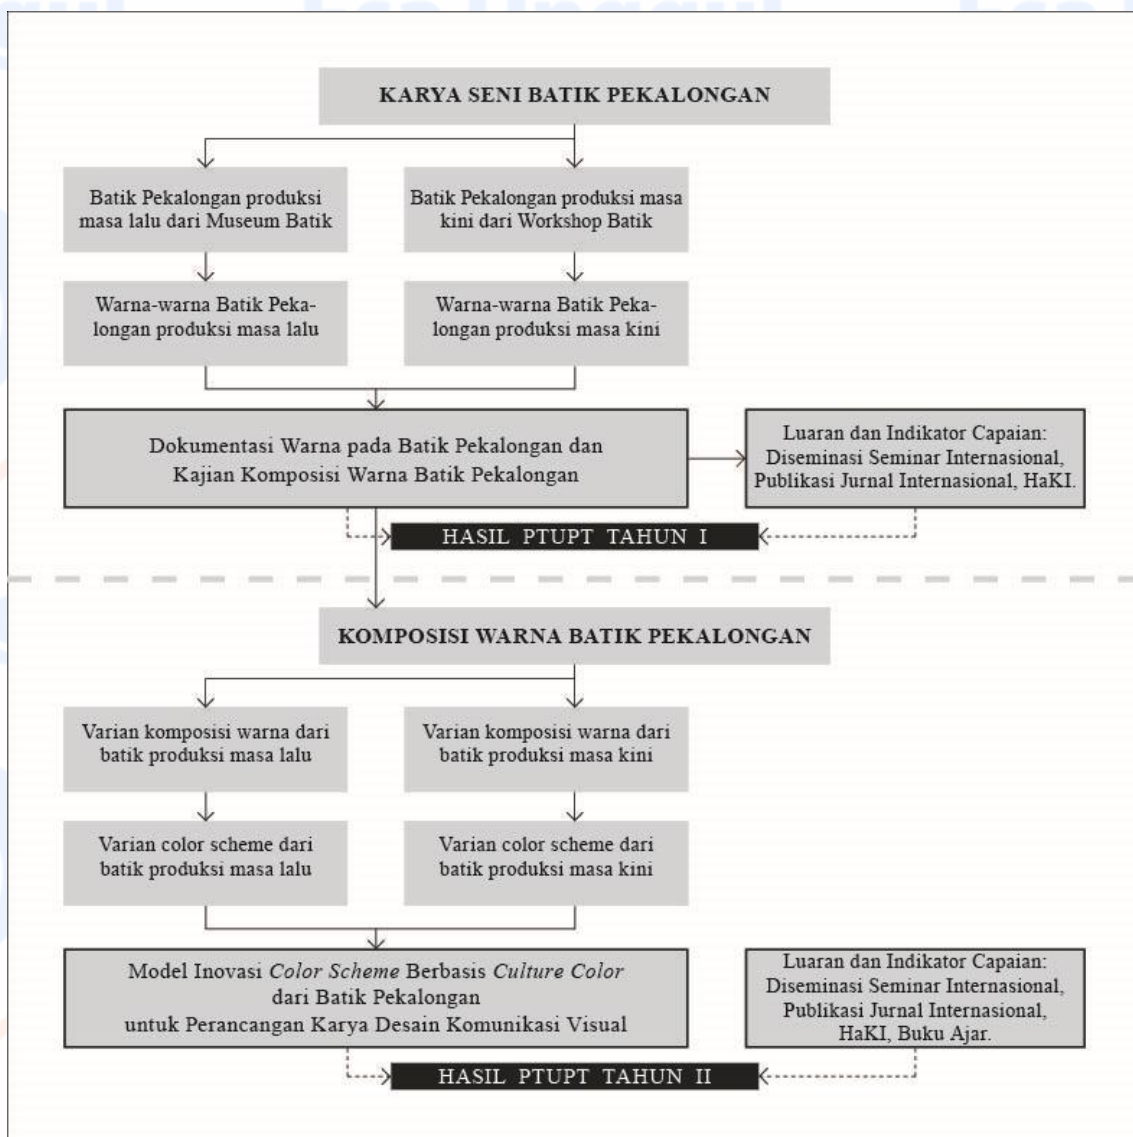 KARYA SENI BATIK PEKALONGAN
Batik Pekalongan produksi
masa lalu dari Museum Batik
Batik Pekalongan produksi masa
kini dari Workshop Batik
Warna-warna Batik Peka-
longan produksi masa lalu
Warna-warna Batik Peka-
longan produksi masa kini
Dokumentasi Warna pada Batik Pekalongan dan
Kajian Komposisi Warna Batik Pekalongan
Luaran dan Indikator Capaian:
Diseminasi Seminar Internasional,
Publikasi Jurnal Internasional, HaKI.
HASIL PTUPT TAHUN I
KOMPOSISI WARNA BATIK PEKALONGAN
Varian komposisi warna dari
batik produksi masa lalu
Varian komposisi warna dari
batik produksi masa kini
Varian color scheme dari
batik produksi masa lalu
Varian color scheme dari
batik produksi masa kini
Model Inovasi Color Scheme Berbasis Culture Color
dari Batik Pekalongan
untuk Perancangan Karya Desain Komunikasi Visual
Luaran dan Indikator Capaian:
Diseminasi Seminar Internasional,
Publikasi Jurnal Internasional,
HaKI, Buku Ajar.
HASIL PTUPT TAHUN II